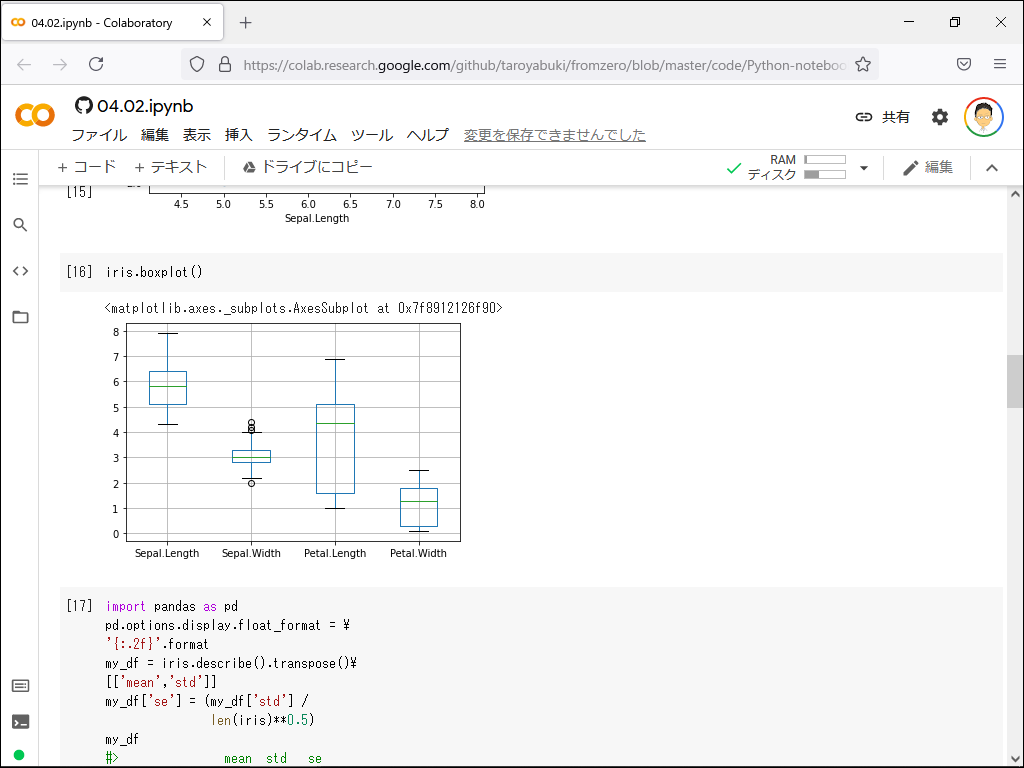 04.02.ipynb - Colaboratory
https://colab.research.google.com/github/taroyabuki/fromzero/blob/master/code/Python-noteboo
04.02.ipynb
ファイル 編集 表示 挿入 ランタイム ツール ヘルプ 変更を保存できませんでした
共有
+ コード + テキスト ドライブにコピー
RAM
ディスク
編集
[15]
4.5 5.0 5.5 6.0 6.5 7.0 7.5 8.0
Sepal.Length
[16] iris.boxplot()
<matplotlib.axes._subplots.AxesSubplot at 0x7f8912126f90>
8
7
6
5
4
3
2
1
0
Sepal.Length Sepal.Width Petal.Length Petal.Width
[17] import pandas as pd
pd.options.display.float_format = ¥
'{:.2f}'.format
my_df = iris.describe().transpose()¥
[['mean','std']]
my_df['se'] = (my_df['std'] /
len(iris)**0.5)
my_df
#> mean std se